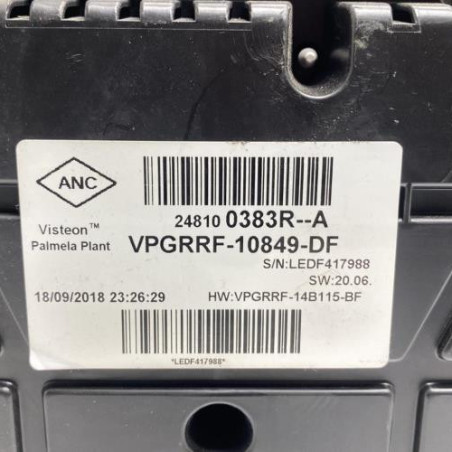 ANC
24810 0383R--A
Visteon™
Palmela Plant
VPGRRF-10849-DF
S/N:LEDF417988
SW:20.06.
18/09/2018 23:26:29
HW:VPGRRF-14B115-BF
*LEDF417988*